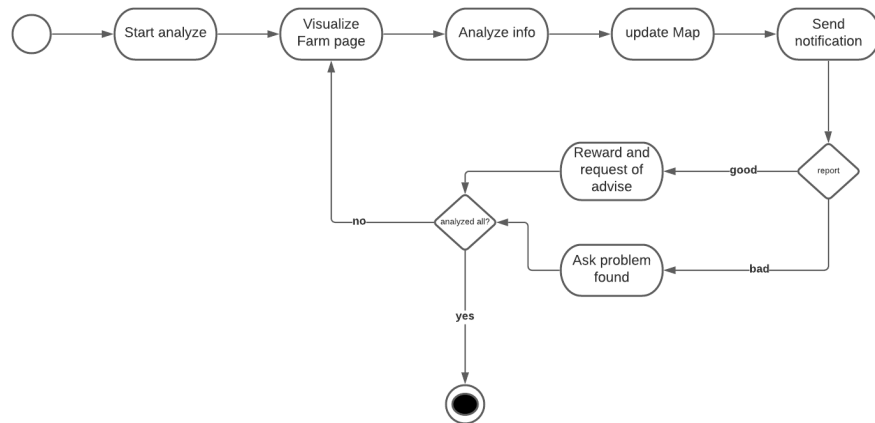 Start analyze
Visualize
Farm page
Analyze info
update Map
Send
notification
Reward and
request of
advise
good
report
no
analyzed all?
Ask problem
found
bad
yes